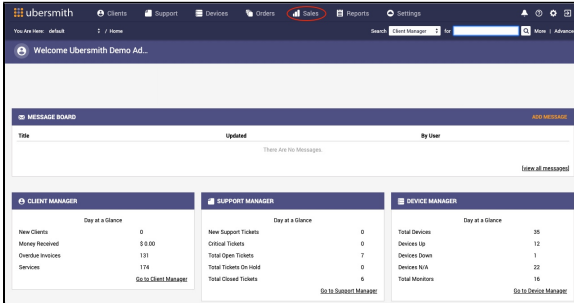 ubersmith Clients Support Devices Orders Sales Reports Settings
You Are Here: default / Home Search Client Manager for More | Advance
Welcome Ubersmith Demo Ad...
MESSAGE BOARD ADD MESSAGE
Title Updated By User
There Are No Messages.
[view all messages]
CLIENT MANAGER
Day at a Glance
New Clients 0
Money Received $ 0.00
Overdue Invoices 131
Services 174
Go to Client Manager
SUPPORT MANAGER
Day at a Glance
New Support Tickets 0
Critical Tickets 0
Total Open Tickets 7
Total Tickets On Hold 0
Total Closed Tickets 6
Go to Support Manager
DEVICE MANAGER
Day at a Glance
Total Devices 35
Devices Up 12
Devices Down 1
Devices N/A 22
Total Monitors 16
Go to Device Manager